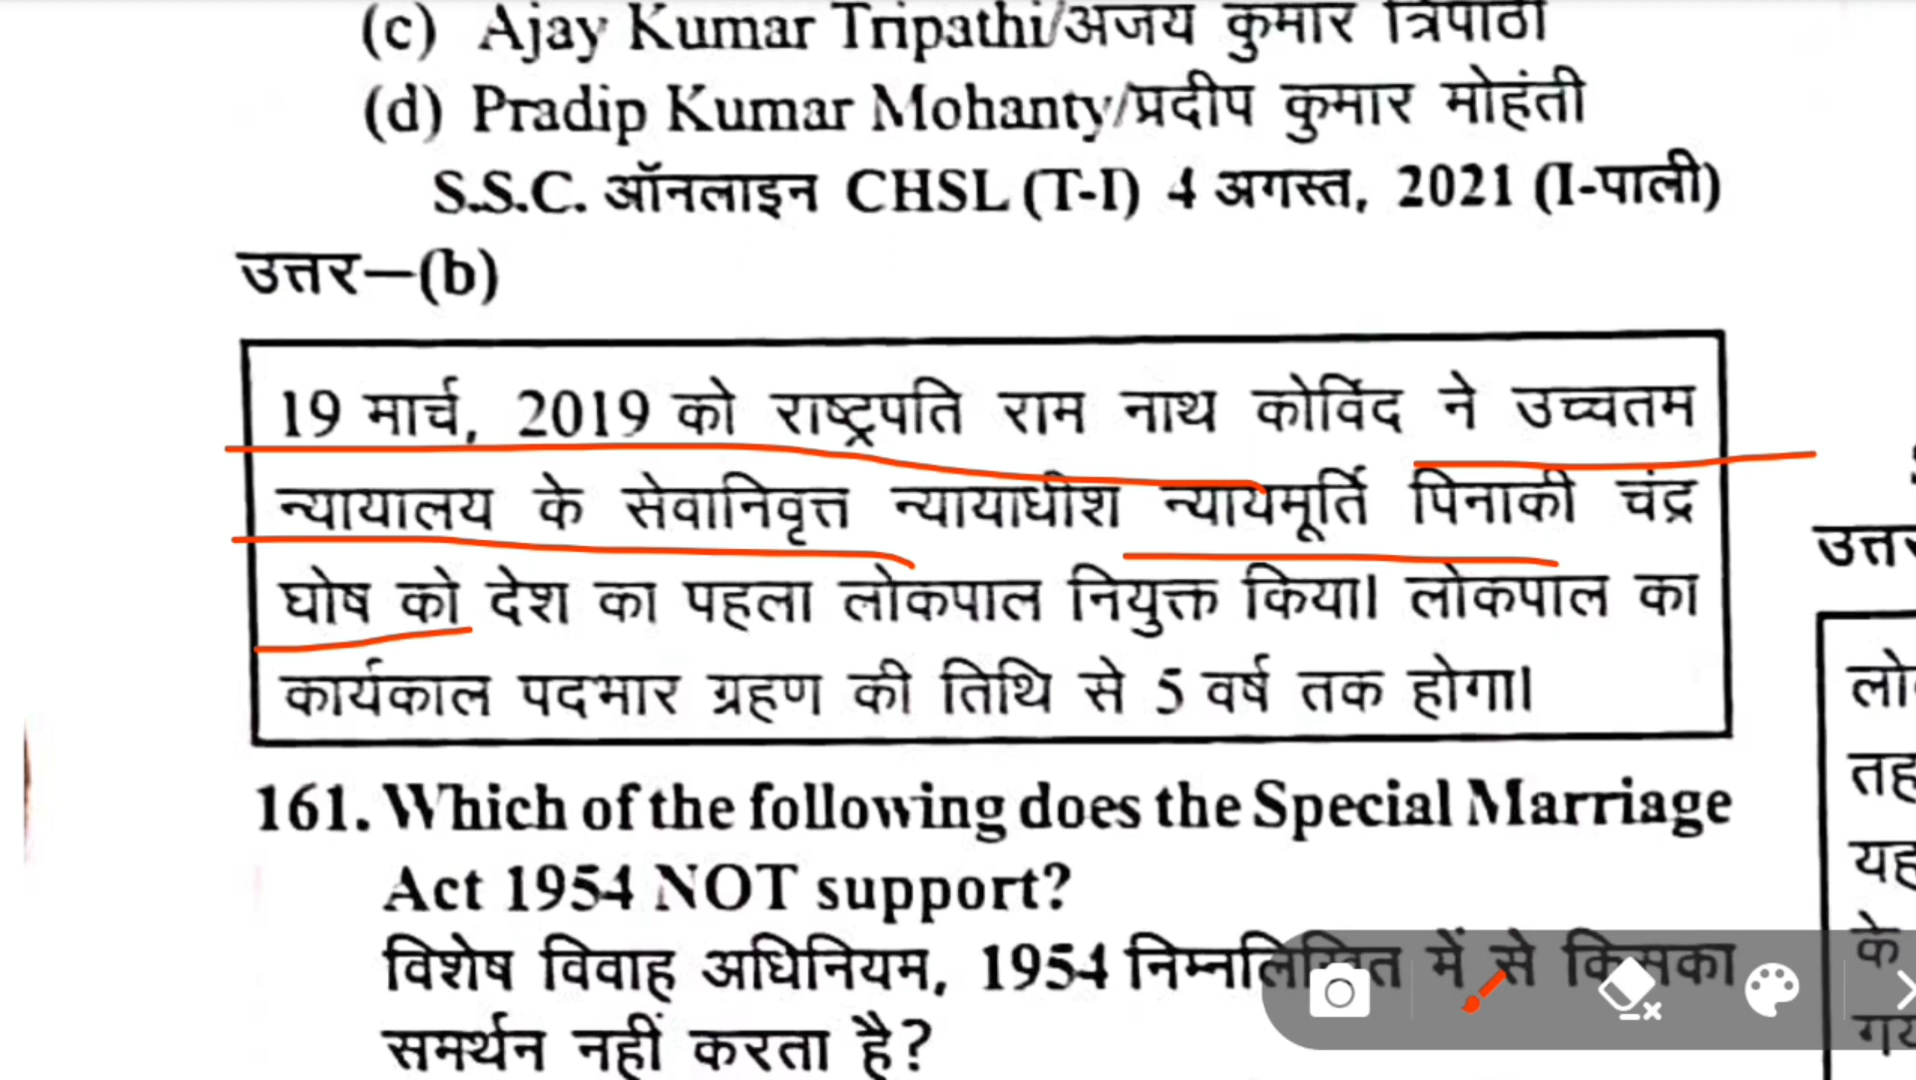 (c) Ajay Kumar Tripathi/अजय कुमार त्रिपाठी
(d) Pradip Kumar Mohanty/प्रदीप कुमार मोहंती
S.S.C. ऑनलाइन CHSL (T-I) 4 अगस्त, 2021 (I-पाली)
उत्तर—(b)
19 मार्च, 2019 को राष्ट्रपति राम नाथ कोविंद ने उच्चतम
न्यायालय के सेवानिवृत्त न्यायाधीश न्यायमूर्ति पिनाकी चंद्र
घोष को देश का पहला लोकपाल नियुक्त किया। लोकपाल का
कार्यकाल पदभार ग्रहण की तिथि से 5 वर्ष तक होगा।
161. Which of the following does the Special Marriage
Act 1954 NOT support?
विशेष विवाह अधिनियम, 1954 निम्नलिखित में से किसका
समर्थन नहीं करता है?